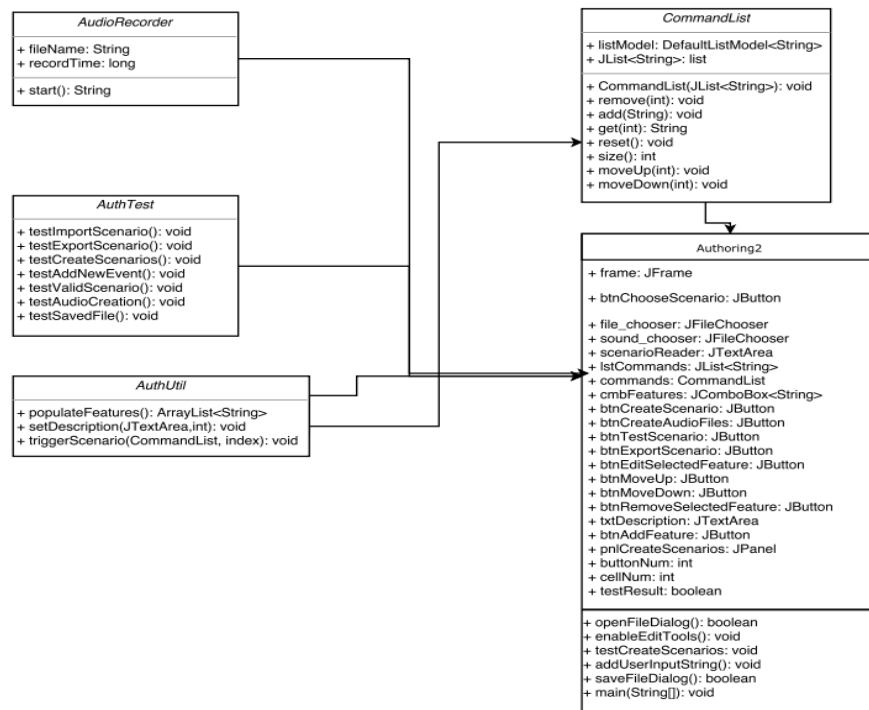 AudioRecorder
+ fileName: String
+ recordTime: long
+ start(): String
AuthTest
+ testImportScenario(): void
+ testExportScenario(): void
+ testCreateScenarios(): void
+ testAddNewEvent(): void
+ testValidScenario(): void
+ testAudioCreation(): void
+ testSavedFile(): void
AuthUtil
+ populateFeatures(): ArrayList<String>
+ setDescription(JTextArea,int): void
+ triggerScenario(CommandList, index): void
CommandList
+ listModel: DefaultListModel<String>
+ JList<String>: list
+ CommandList(JList<String>): void
+ remove(int): void
+ add(String): void
+ get(int): String
+ reset(): void
+ size(): int
+ moveUp(int): void
+ moveDown(int): void
Authoring2
+ frame: JFrame
+ btnChooseScenario: JButton
+ file_chooser: JFileChooser
+ sound_chooser: JFileChooser
+ scenarioReader: JTextArea
+ lstCommands: JList<String>
+ commands: CommandList
+ cmbFeatures: JComboBox<String>
+ btnCreateScenario: JButton
+ btnCreateAudioFiles: JButton
+ btnTestScenario: JButton
+ btnExportScenario: JButton
+ btnEditSelectedFeature: JButton
+ btnMoveUp: JButton
+ btnMoveDown: JButton
+ btnRemoveSelectedFeature: JButton
+ txtDescription: JTextArea
+ btnAddFeature: JButton
+ pnlCreateScenarios: JPanel
+ buttonNum: int
+ cellNum: int
+ testResult: boolean
+ openFileDialog(): boolean
+ enableEditTools(): void
+ testCreateScenarios: void
+ addUserInputString(): void
+ saveFileDialog(): boolean
+ main(String[]): void